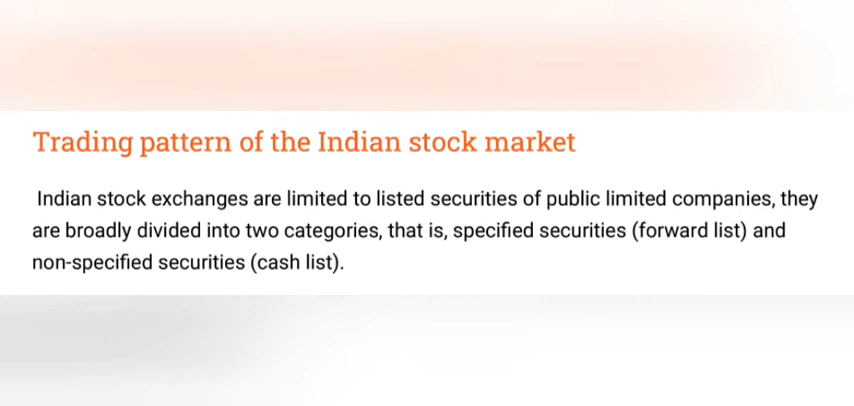 Trading pattern of the Indian stock market
Indian stock exchanges are limited to listed securities of public limited companies, they
are broadly divided into two categories, that is, specified securities (forward list) and
non-specified securities (cash list).